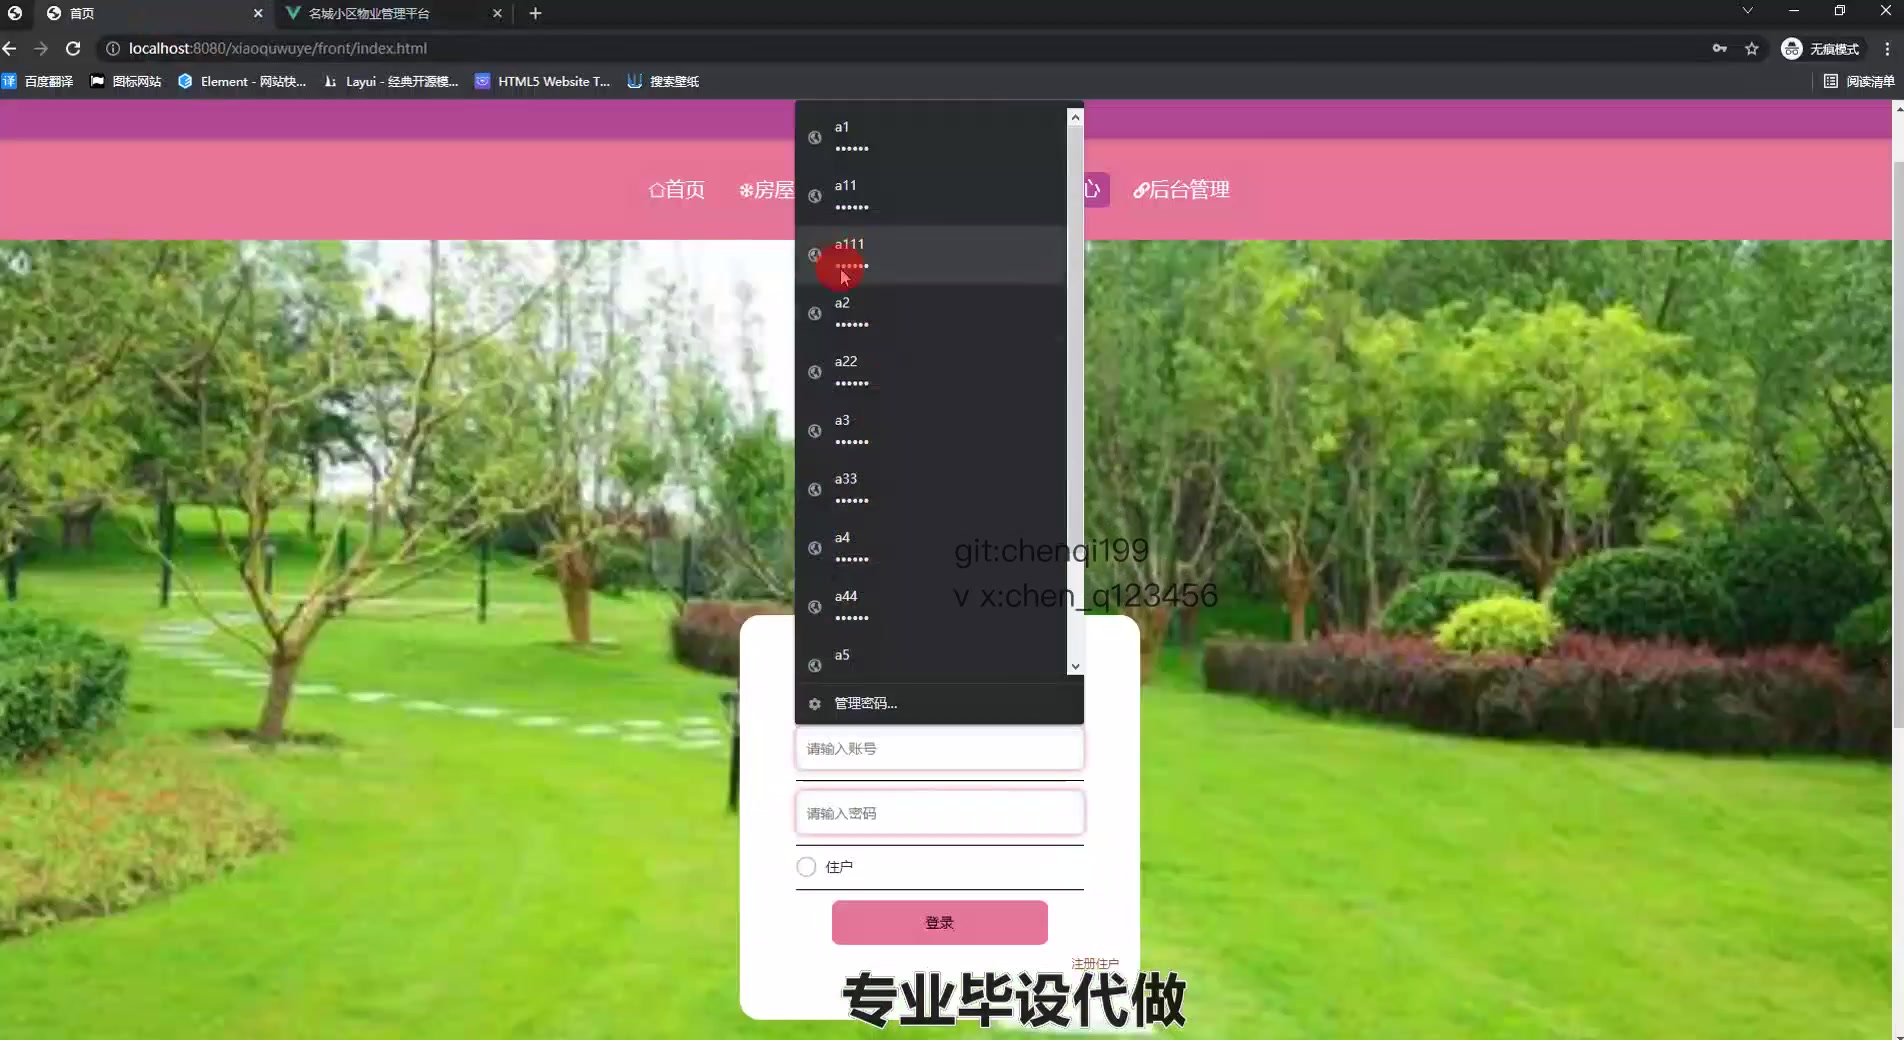 首页
名城小区物业管理平台
localhost:8080/xiaoquwuye/front/index.html
无痕模式
百度翻译
图标网站
Element - 网站快...
Layui - 经典开源模...
HTML5 Website T...
搜索壁纸
阅读清单
首页
房屋
后台管理
a1
••••••
a11
••••••
a111
••••••
a2
••••••
a22
••••••
a3
••••••
a33
••••••
a4
••••••
a44
••••••
a5
管理密码...
git:chenqi199
v x:chen_q123456
请输入账号
请输入密码
住户
登录
注册住户
专业毕设代做